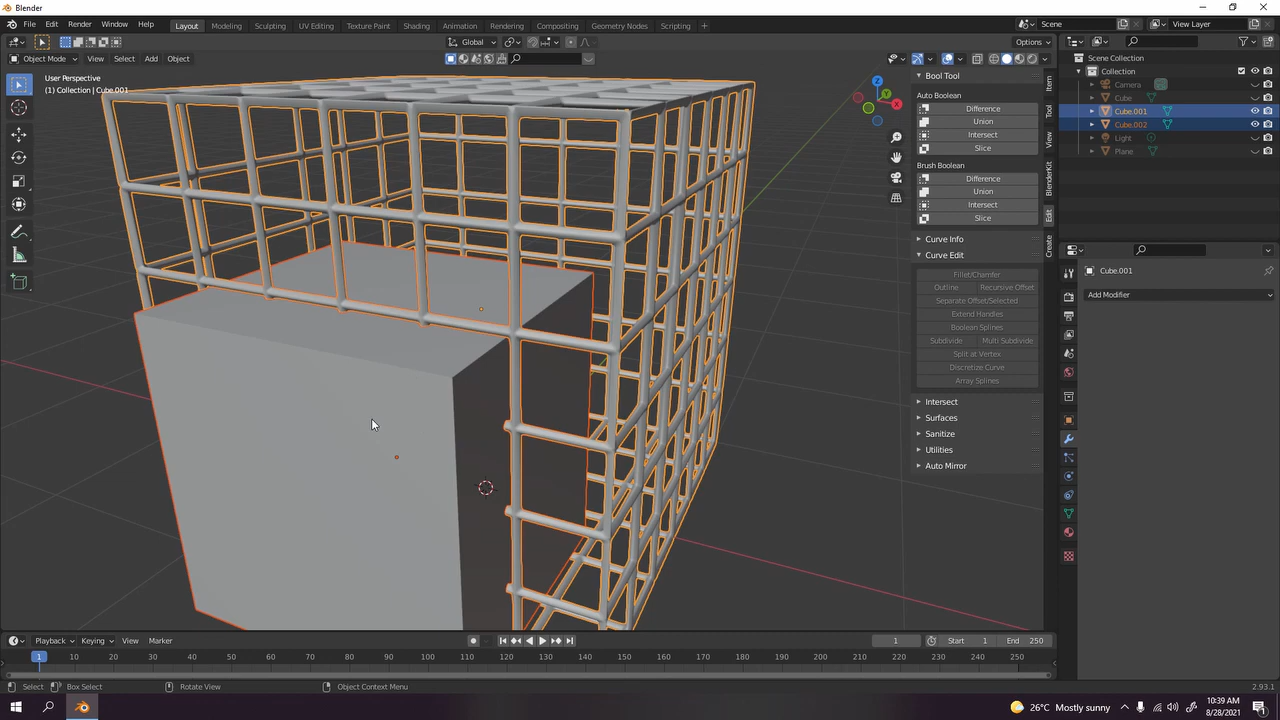 Blender
File Edit Render Window Help Layout Modeling Sculpting UV Editing Texture Paint Shading Animation Rendering Compositing Geometry Nodes Scripting + Scene View Layer
Global Options
Object Mode View Select Add Object
User Perspective
(1) Collection | Cube.001
Z
X
Bool Tool
Auto Boolean
Difference
Union
Intersect
Slice
Brush Boolean
Difference
Union
Intersect
Slice
Curve Info
Curve Edit
Fillet/Chamfer
Outline Recursive Offset
Separate Offset/Selected
Extend Handles
Boolean Splines
Subdivide Multi Subdivide
Split at Vertex
Discretize Curve
Array Splines
Intersect
Surfaces
Sanitize
Utilities
Auto Mirror
Item
Tool
View
BlenderKit
Edit
Create
Scene Collection
Collection
Camera
Cube
Cube.001
Cube.002
Light
Plane
Cube.001
Add Modifier
Playback Keying View Marker 1 Start 1 End 250
1 10 20 30 40 50 60 70 80 90 100 110 120 130 140 150 160 170 180 190 200 210 220 230 240 250
Select Box Select Rotate View Object Context Menu 2.93.1
26°C Mostly sunny 10:39 AM
8/28/2021